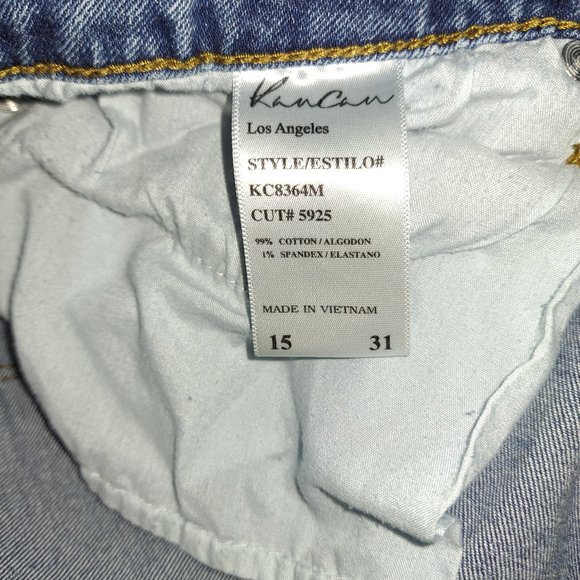 KanCan
Los Angeles
STYLE/ESTILO#
KC8364M
CUT# 5925
99% COTTON / ALGODON
1% SPANDEX / ELASTANO
MADE IN VIETNAM
15 31